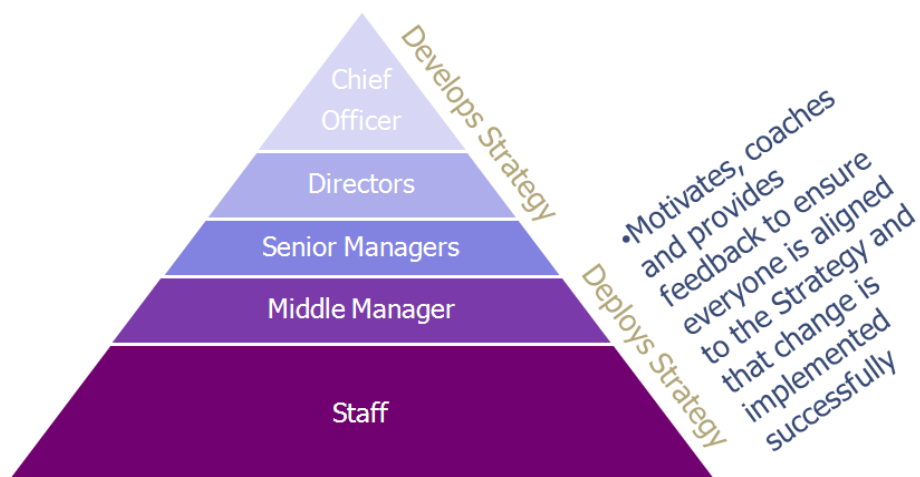 Chief
Officer
Directors
Senior Managers
Middle Manager
Staff
Develops Strategy
Deploys Strategy
•Motivates, coaches
and provides
feedback to ensure
everyone is aligned
to the Strategy and
that change is
implemented
successfully